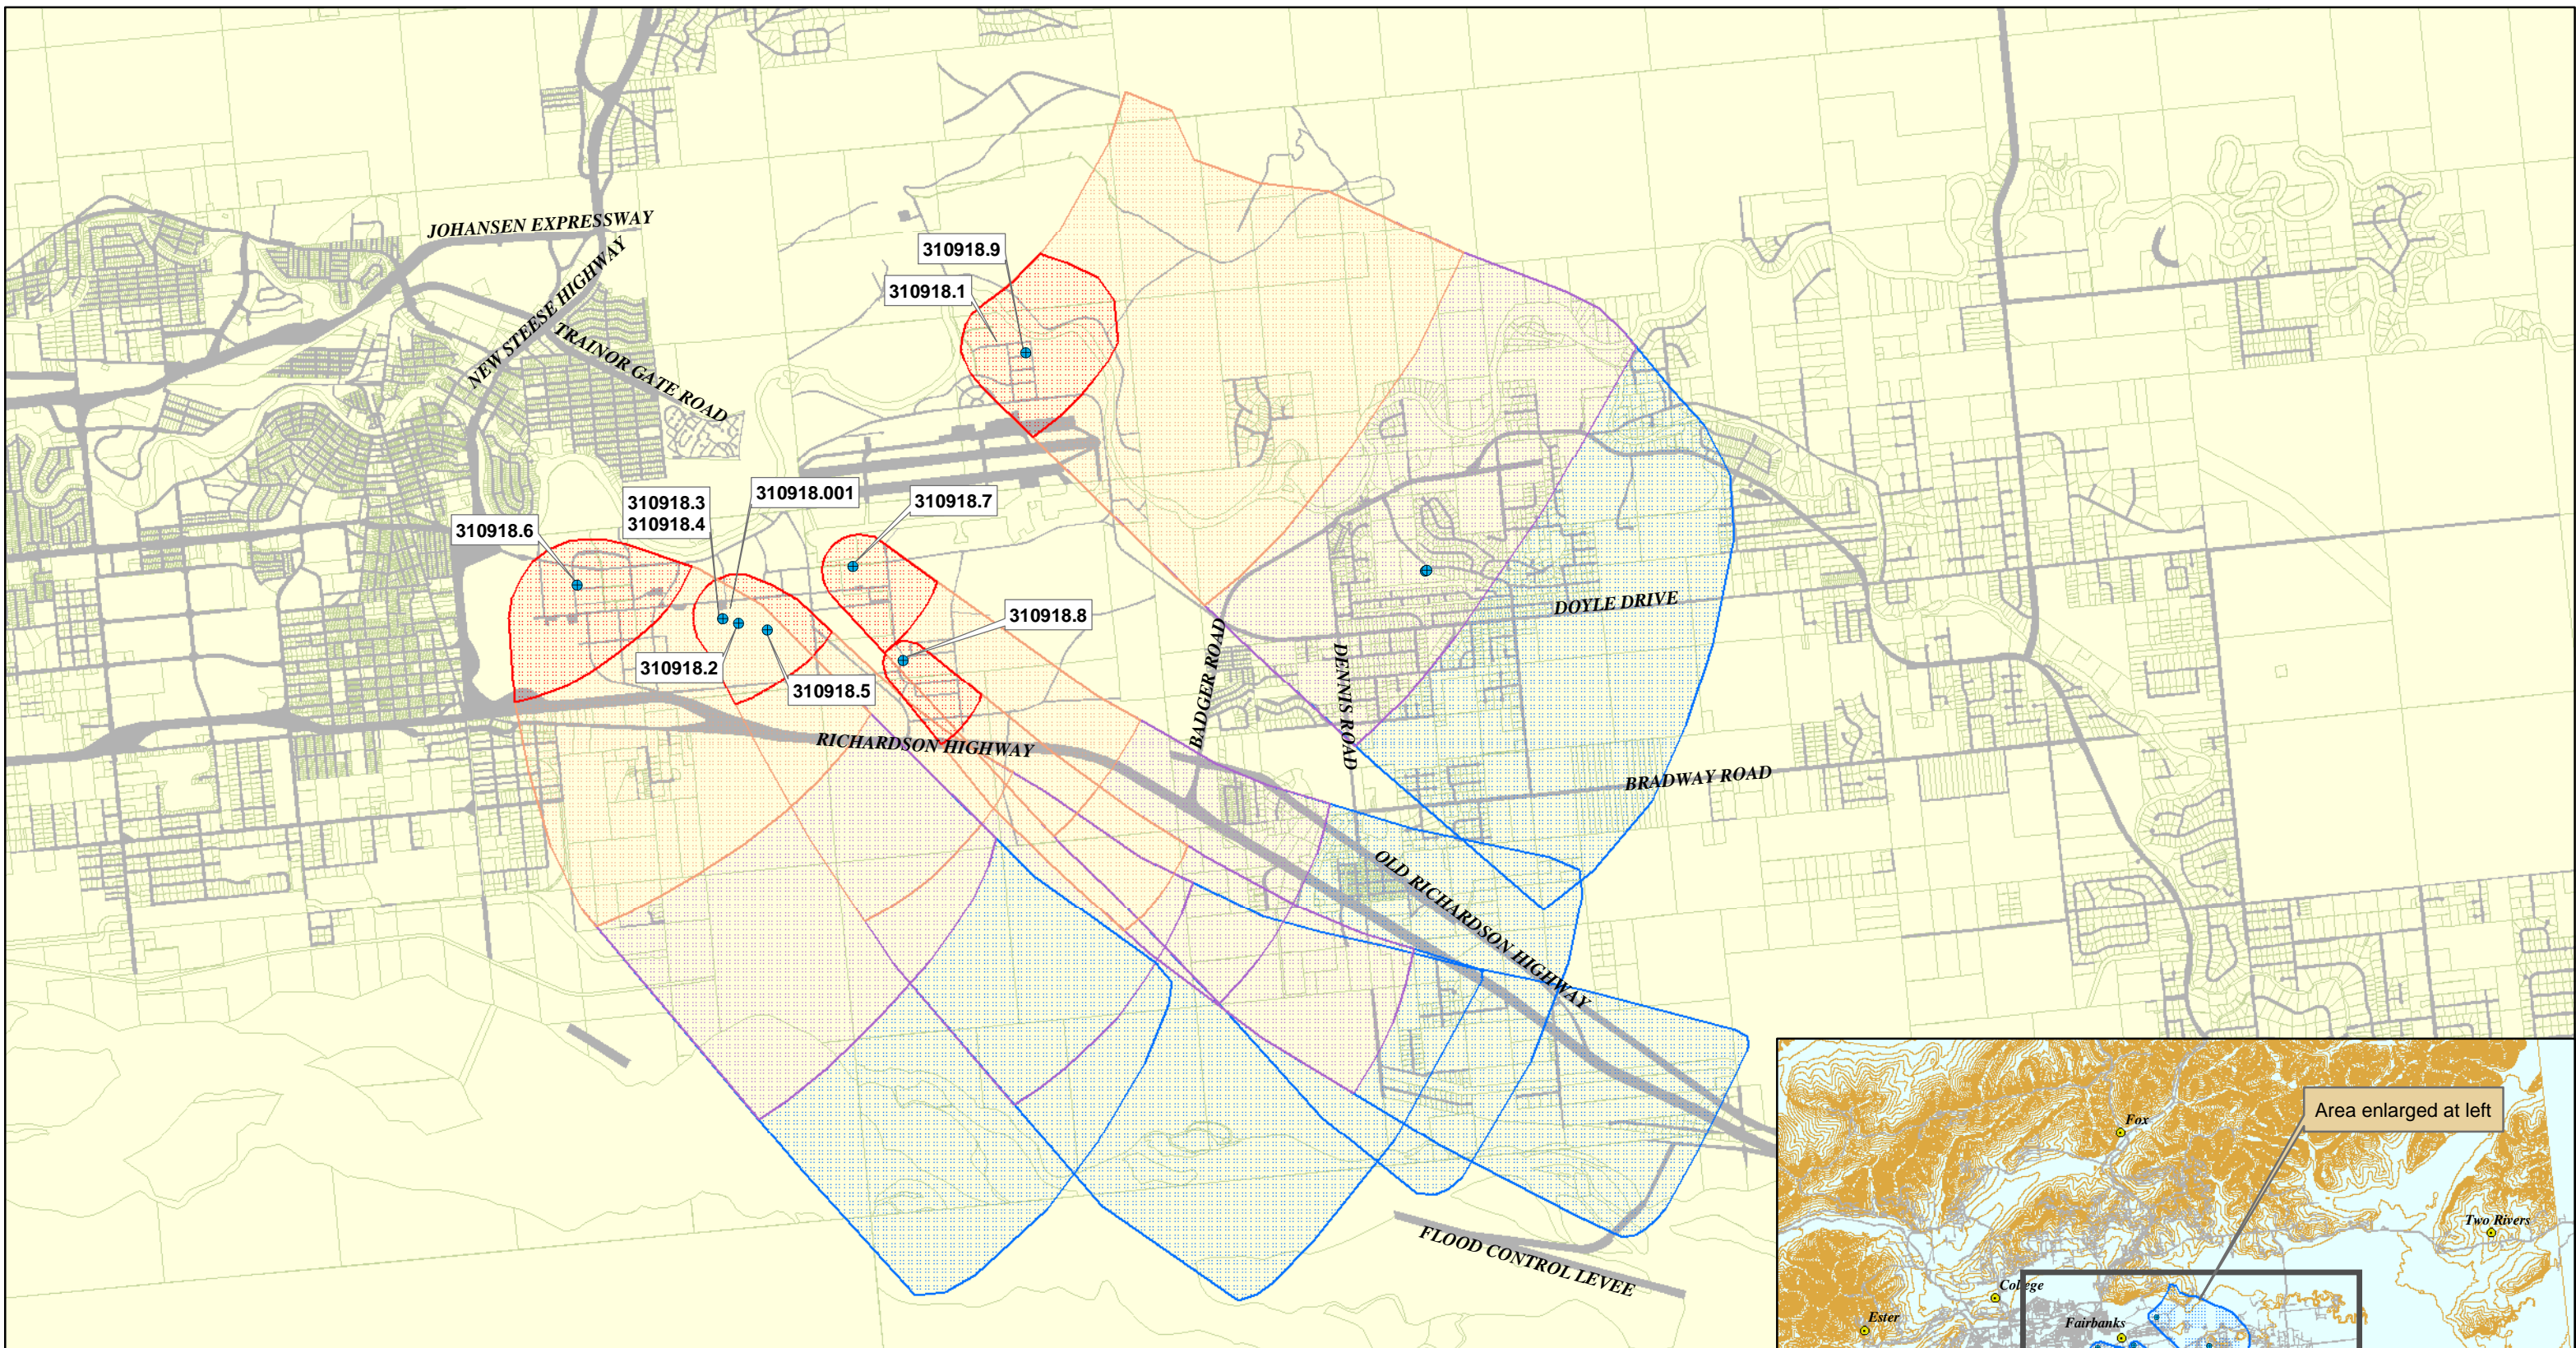 JOHANSEN EXPRESSWAY
NEW STEESE HIGHWAY
TRAINOR GATE ROAD
310918.9
310918.1
310918.3
310918.4
310918.001
310918.7
310918.6
310918.8
310918.2
310918.5
DOYLE DRIVE
BADGER ROAD
DENNIS ROAD
RICHARDSON HIGHWAY
BRADWAY ROAD
OLD RICHARDSON HIGHWAY
FLOOD CONTROL LEVEE
Area enlarged at left
Fox
Two Rivers
College
Ester
Fairbanks